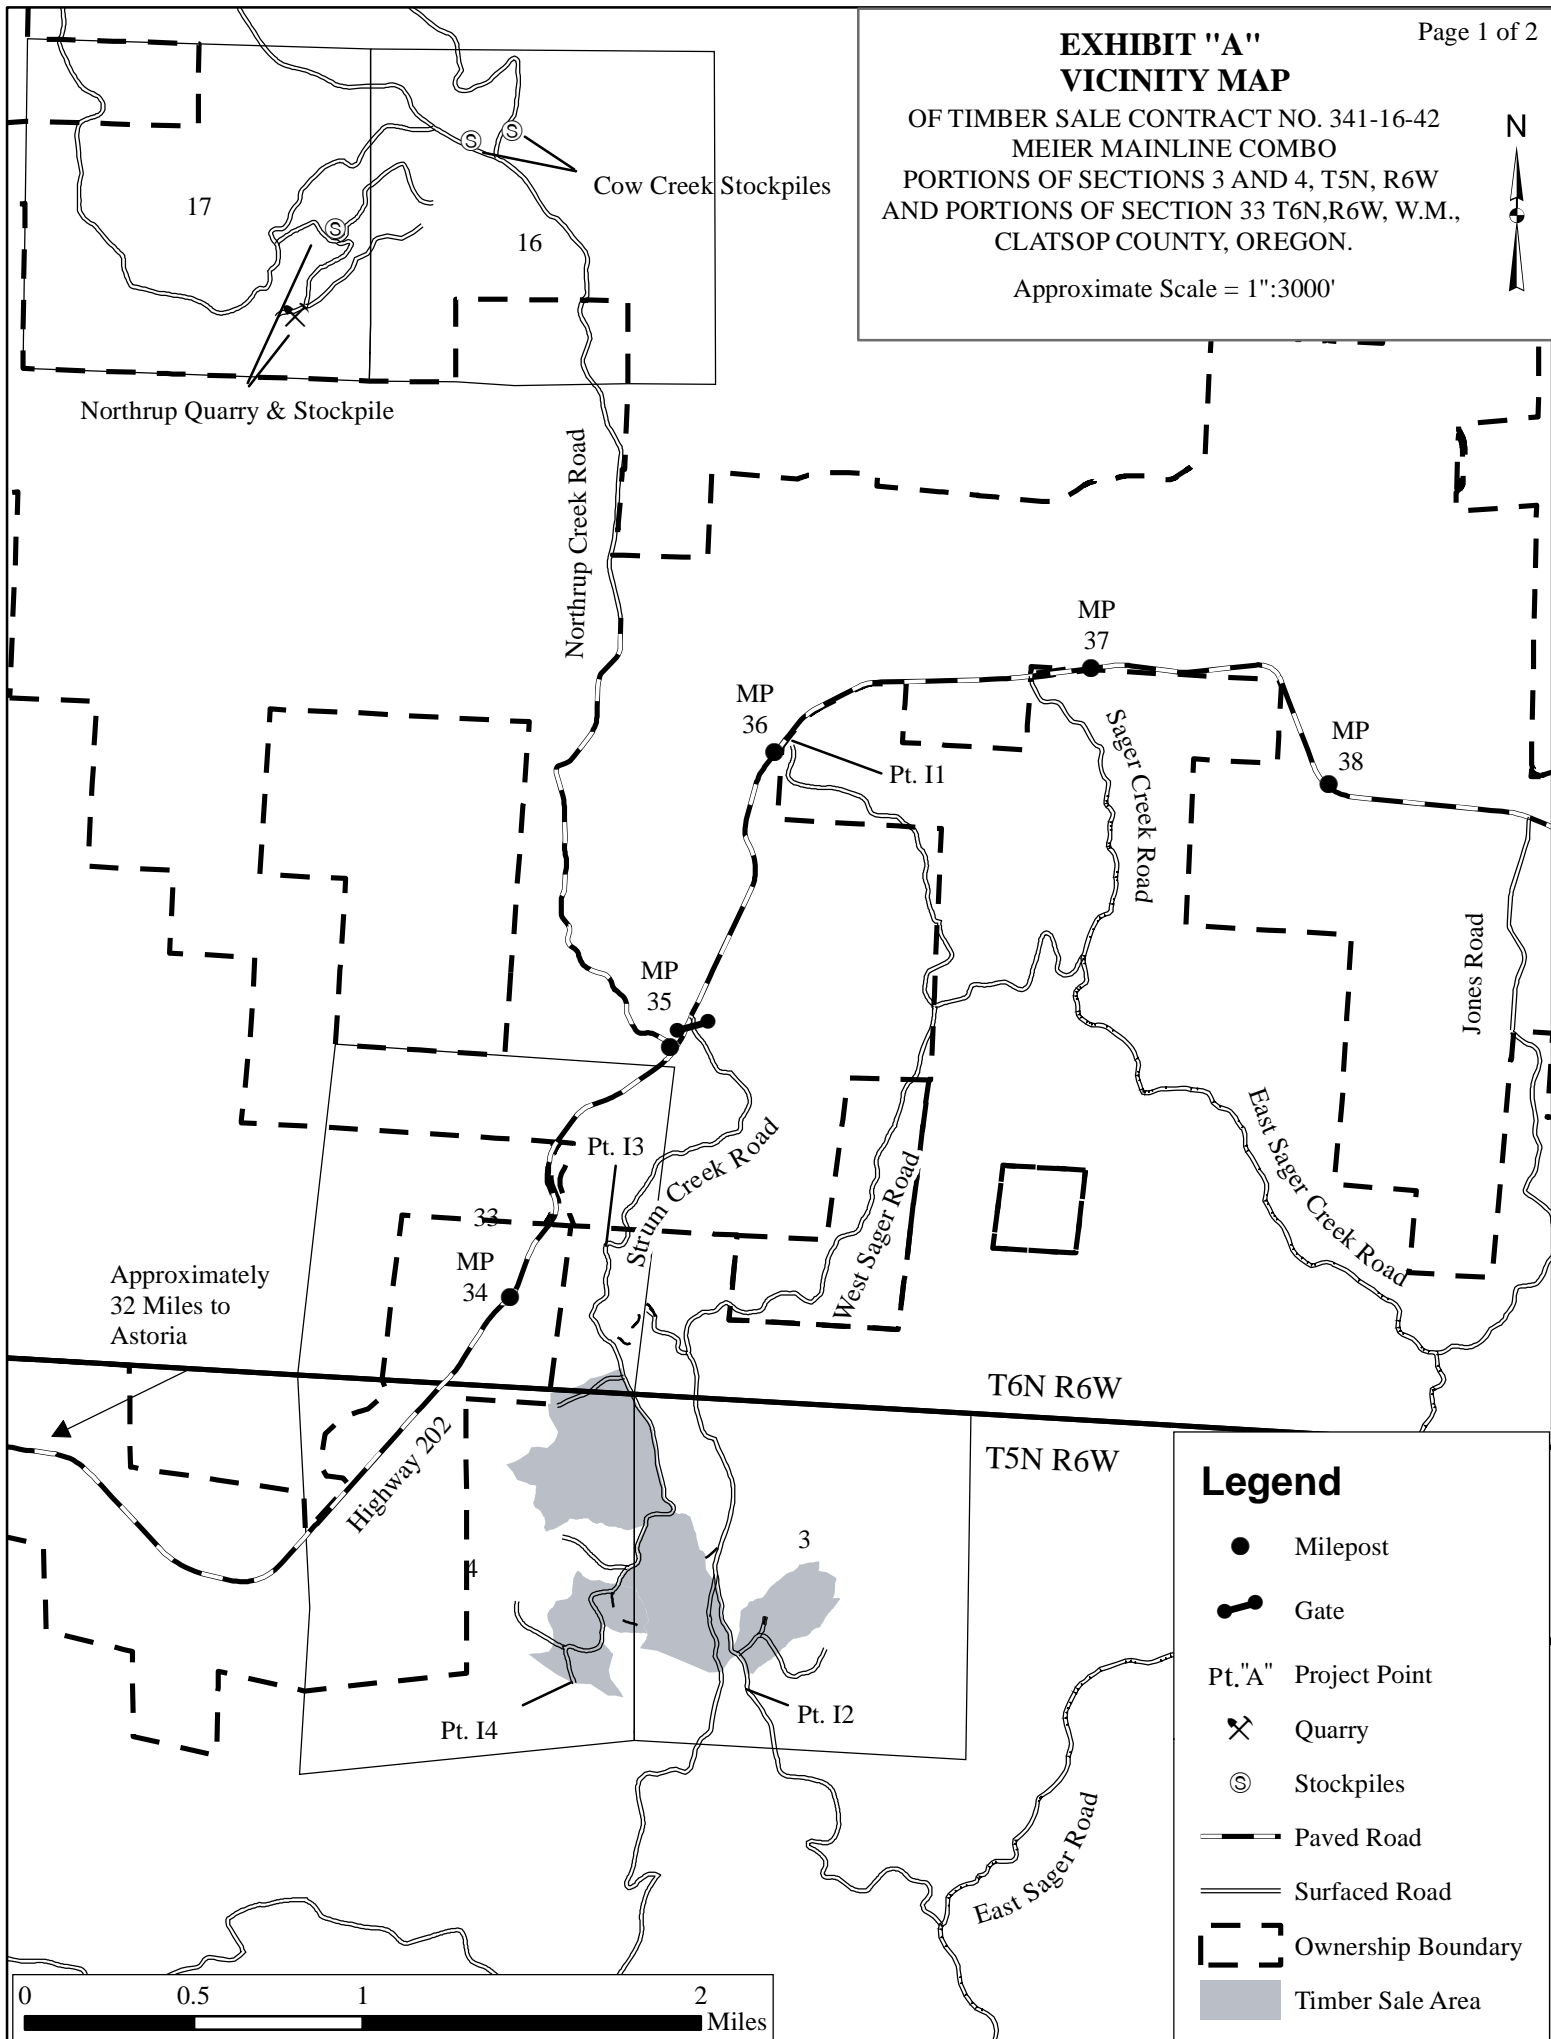 Page 1 of 2
EXHIBIT "A"
VICINITY MAP
OF TIMBER SALE CONTRACT NO. 341-16-42
MEIER MAINLINE COMBO
PORTIONS OF SECTIONS 3 AND 4, T5N, R6W
AND PORTIONS OF SECTION 33 T6N,R6W, W.M.,
CLATSOP COUNTY, OREGON.
Approximate Scale = 1":3000'
N
S
S
Cow Creek Stockpiles
17
S
16
Northrup Quarry & Stockpile
Northrup Creek Road
MP
37
MP
36
Sager Creek Road
MP
38
Pt. I1
Jones Road
MP
35
East Sager Creek Road
Pt. I3
Strum Creek Road
West Sager Road
33
MP
34
Approximately
32 Miles to
Astoria
T6N R6W
T5N R6W
Highway 202
3
4
Pt. I2
Pt. I4
East Sager Road
Legend
Milepost
Gate
Pt."A" Project Point
Quarry
S Stockpiles
Paved Road
Surfaced Road
Ownership Boundary
Timber Sale Area
0 0.5 1 2
Miles